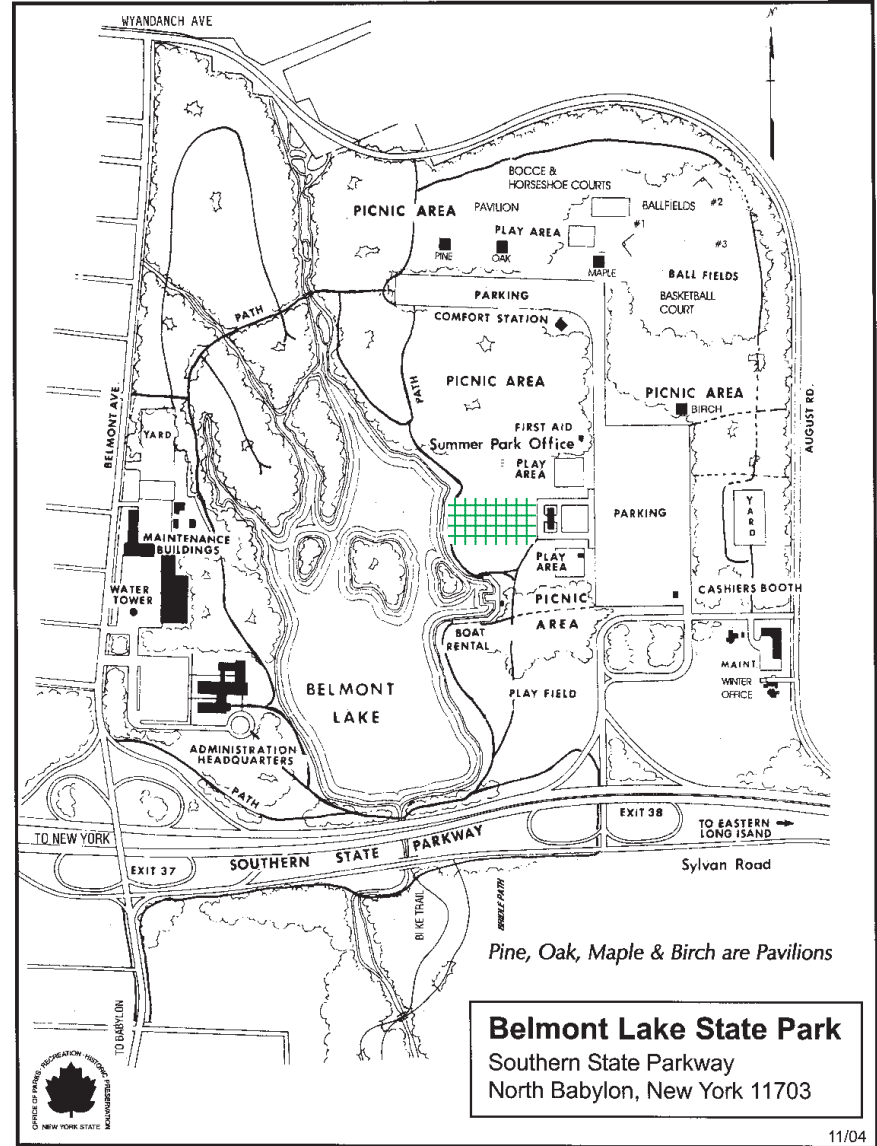 WYANDANCH AVE
N
BOCCE &
HORSESHOE COURTS
PICNIC AREA
PAVILION
BALLFIELDS
#2
#1
PLAY AREA
#3
PINE
OAK
MAPLE
BALL FIELDS
PARKING
BASKETBALL
COURT
PATH
COMFORT STATION
PICNIC AREA
PATH
PICNIC AREA
BIRCH
BELMONT AVE.
AUGUST RD.
YARD
FIRST AID
Summer Park Office
PLAY
AREA
PARKING
YARD
MAINTENANCE
BUILDINGS
PLAY
AREA
WATER
TOWER
PICNIC
AREA
CASHIERS BOOTH
BOAT
RENTAL
MAINT.
WINTER
OFFICE
BELMONT
LAKE
PLAY FIELD
ADMINISTRATION
HEADQUARTERS
PATH
EXIT 38
TO EASTERN
LONG ISAND
TO NEW YORK
SOUTHERN STATE PARKWAY
EXIT 37
Sylvan Road
BIKE TRAIL
BRIDLE PATH
Pine, Oak, Maple & Birch are Pavilions
TO BABYLON
Belmont Lake State Park
Southern State Parkway
North Babylon, New York 11703
OFFICE OF PARKS · RECREATION · HISTORIC PRESERVATION
NEW YORK STATE
11/04